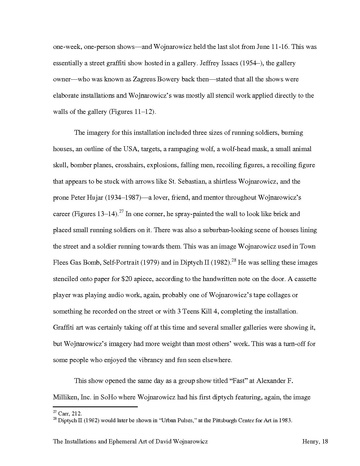 one-week, one-person shows—and Wojnarowicz held the last slot from June 11-16. This was
essentially a street graffiti show hosted in a gallery. Jeffrey Issacs (1954–), the gallery
owner—who was known as Zagreus Bowery back then—stated that all the shows were
elaborate installations and Wojnarowicz’s was mostly all stencil work applied directly to the
walls of the gallery (Figures 11–12).
The imagery for this installation included three sizes of running soldiers, burning
houses, an outline of the USA, targets, a rampaging wolf, a wolf-head mask, a small animal
skull, bomber planes, crosshairs, explosions, falling men, recoiling figures, a recoiling figure
that appears to be stuck with arrows like St. Sebastian, a shirtless Wojnarowicz, and the
prone Peter Hujar (1934–1987)—a lover, friend, and mentor throughout Wojnarowicz’s
career (Figures 13–14).27 In one corner, he spray-painted the wall to look like brick and
placed small running soldiers on it. There was also a suburban-looking scene of houses lining
the street and a soldier running towards them. This was an image Wojnarowicz used in Town
Flees Gas Bomb, Self-Portrait (1979) and in Diptych II (1982).28 He was selling these images
stenciled onto paper for $20 apiece, according to the handwritten note on the door. A cassette
player was playing audio work, again, probably one of Wojnarowicz’s tape collages or
something he recorded on the street or with 3 Teens Kill 4, completing the installation.
Graffiti art was certainly taking off at this time and several smaller galleries were showing it,
but Wojnarowicz’s imagery had more weight than most others’ work. This was a turn-off for
some people who enjoyed the vibrancy and fun seen elsewhere.
This show opened the same day as a group show titled “Fast” at Alexander F.
Milliken, Inc. in SoHo where Wojnarowicz had his first diptych featuring, again, the image
27 Carr, 212.
28 Diptych II (1982) would later be shown in “Urban Pulses,” at the Pittsburgh Center for Art in 1983.
The Installations and Ephemeral Art of David Wojnarowicz
Henry, 18